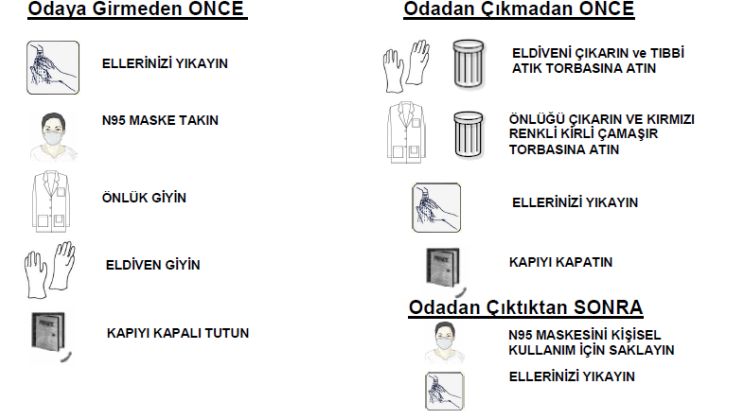 Odaya Girmeden ÖNCE
ELLERİNİZİ YIKAYIN
N95 MASKE TAKIN
ÖNLÜK GİYİN
ELDİVEN GİYİN
KAPIYI KAPALI TUTUN
Odadan Çıkmadan ÖNCE
ELDİVENİ ÇIKARIN ve TIBBİ
ATIK TORBASINA ATIN
ÖNLÜĞÜ ÇIKARIN VE KIRMIZI
RENKLİ KİRLİ ÇAMAŞIR
TORBASINA ATIN
ELLERİNİZİ YIKAYIN
KAPIYI KAPATIN
Odadan Çıktıktan SONRA
N95 MASKESİNİ KİŞİSEL
KULLANIM İÇİN SAKLAYIN
ELLERİNİZİ YIKAYIN